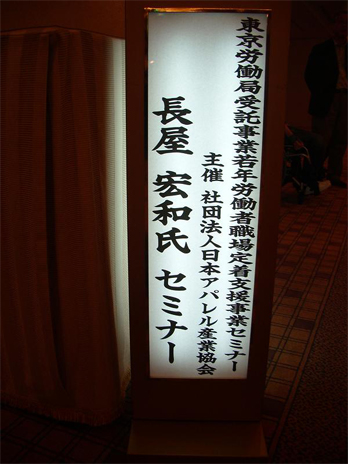 東京労働局受託事業若年労働者職場定着支援事業セミナー
主催 社団法人日本アパレル産業協会
長屋 宏和氏 セミナー